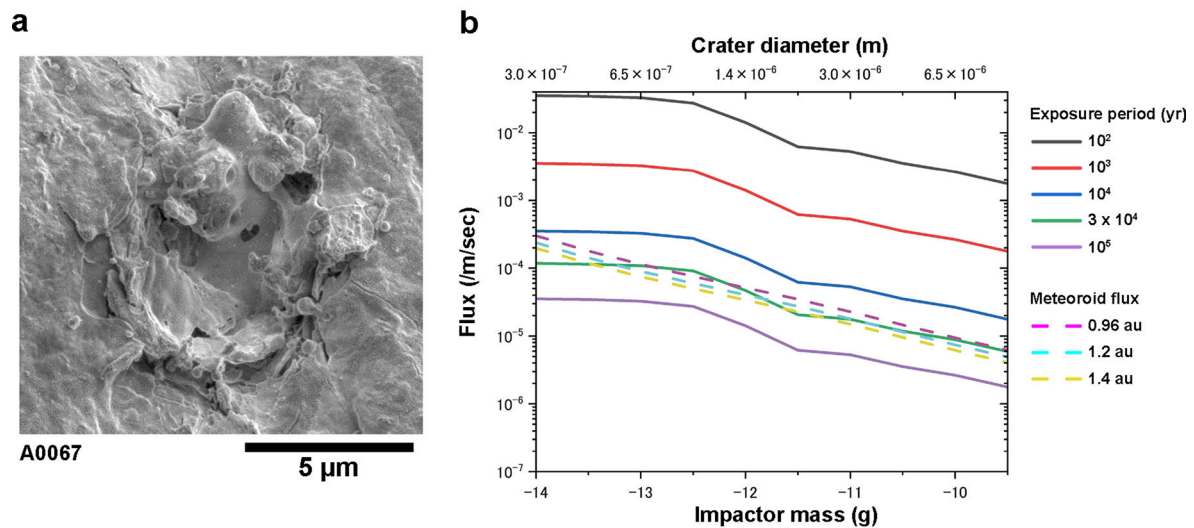 a
A0067
5 µm
b
Crater diameter (m)
3.0 × 10⁻⁷ 6.5 × 10⁻⁷ 1.4 × 10⁻⁶ 3.0 × 10⁻⁶ 6.5 × 10⁻⁶
Flux (/m/sec)
10⁻²
10⁻³
10⁻⁴
10⁻⁵
10⁻⁶
10⁻⁷
−14 −13 −12 −11 −10
Impactor mass (g)
Exposure period (yr)
10²
10³
10⁴
3 x 10⁴
10⁵
Meteoroid flux
0.96 au
1.2 au
1.4 au